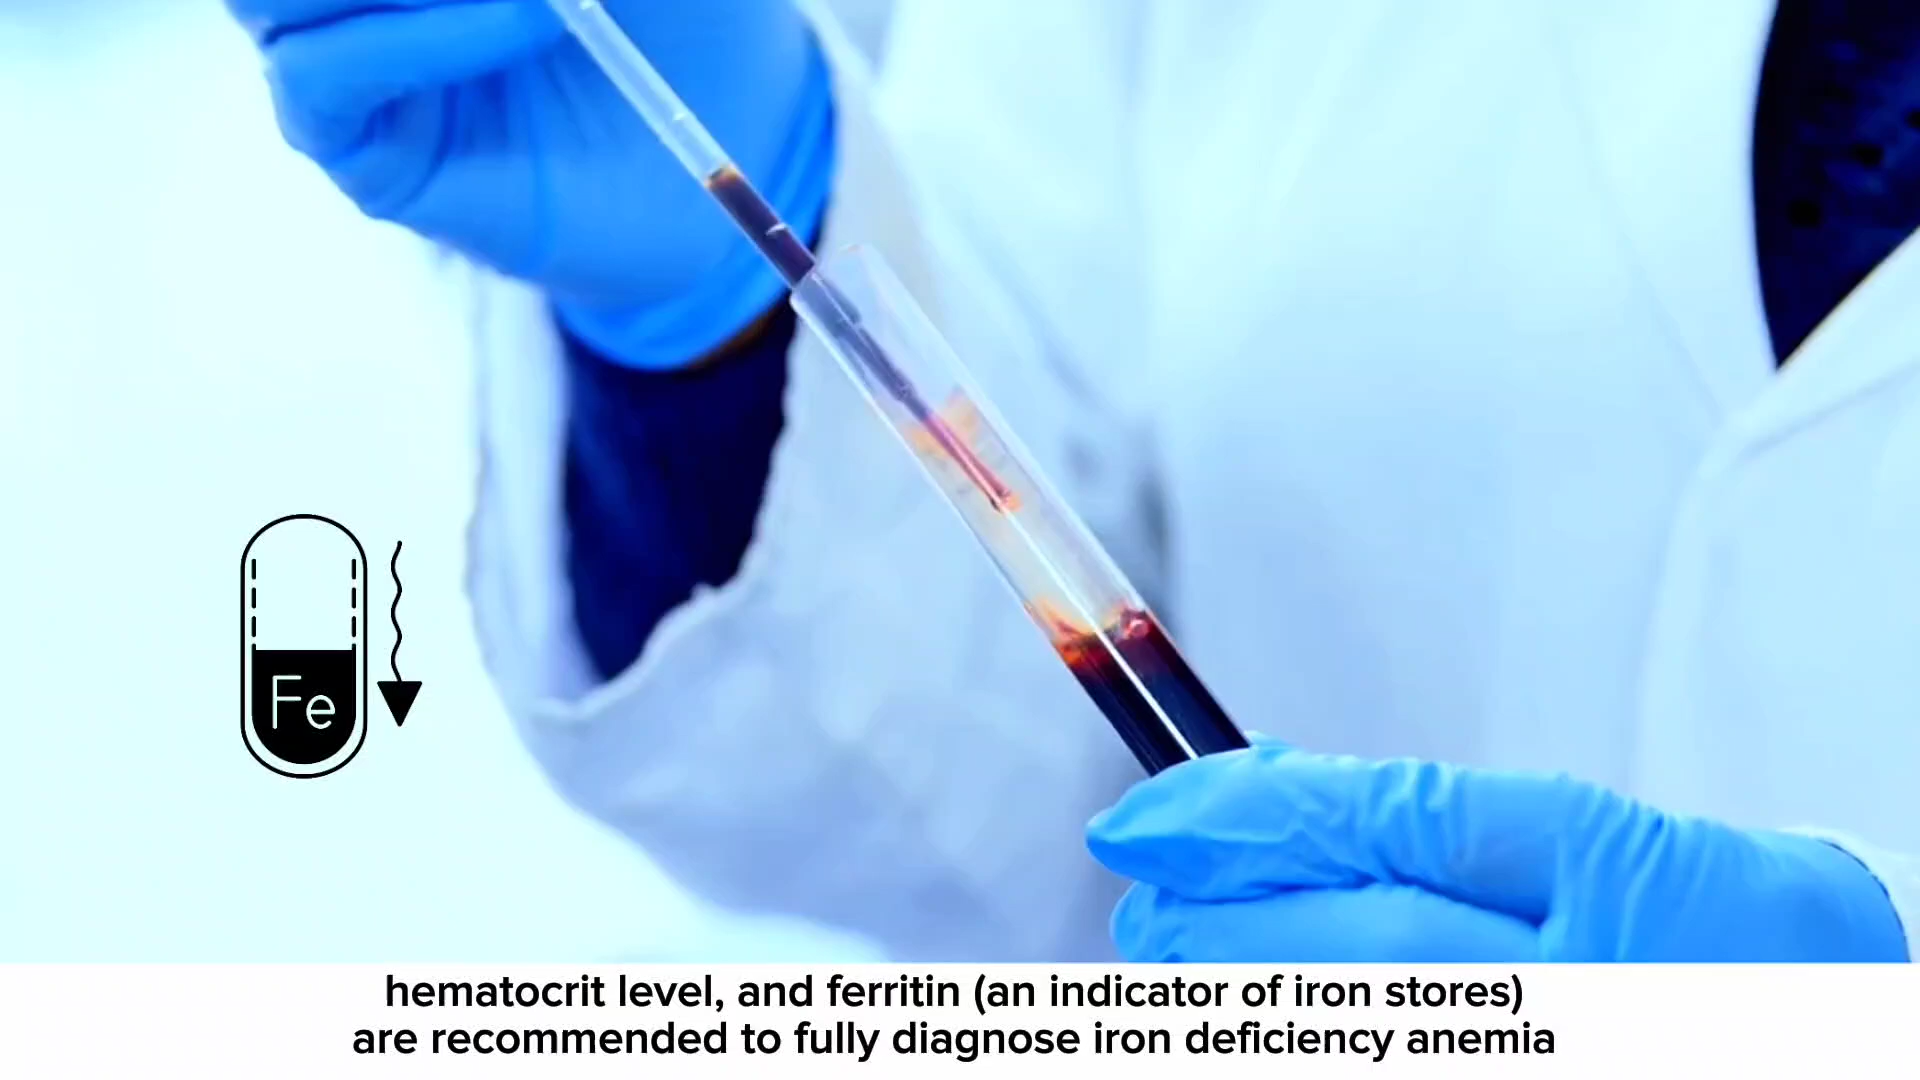 Fe
hematocrit level, and ferritin (an indicator of iron stores)
are recommended to fully diagnose iron deficiency anemia